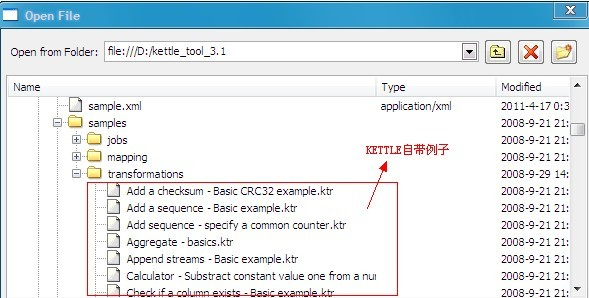 Open File
Open from Folder: file:///D:/kettle_tool_3.1
Name Type Modified
sample.xml application/xml 2011-4-17 0:3
samples 2008-9-21 21:
jobs 2008-9-21 21:
mapping 2008-9-21 21:
transformations 2008-9-29 14:
KETTLE自带例子
Add a checksum - Basic CRC32 example.ktr 2008-9-21 21:
Add a sequence - Basic example.ktr 2008-9-21 21:
Add sequence - specify a common counter.ktr 2008-9-21 21:
Aggregate - basics.ktr 2008-9-21 21:
Append streams - Basic example.ktr 2008-9-21 21:
Calculator - Substract constant value one from a nur 2008-9-21 21:
Check if a column exists - Basic example.ktr 2008-9-21 21: